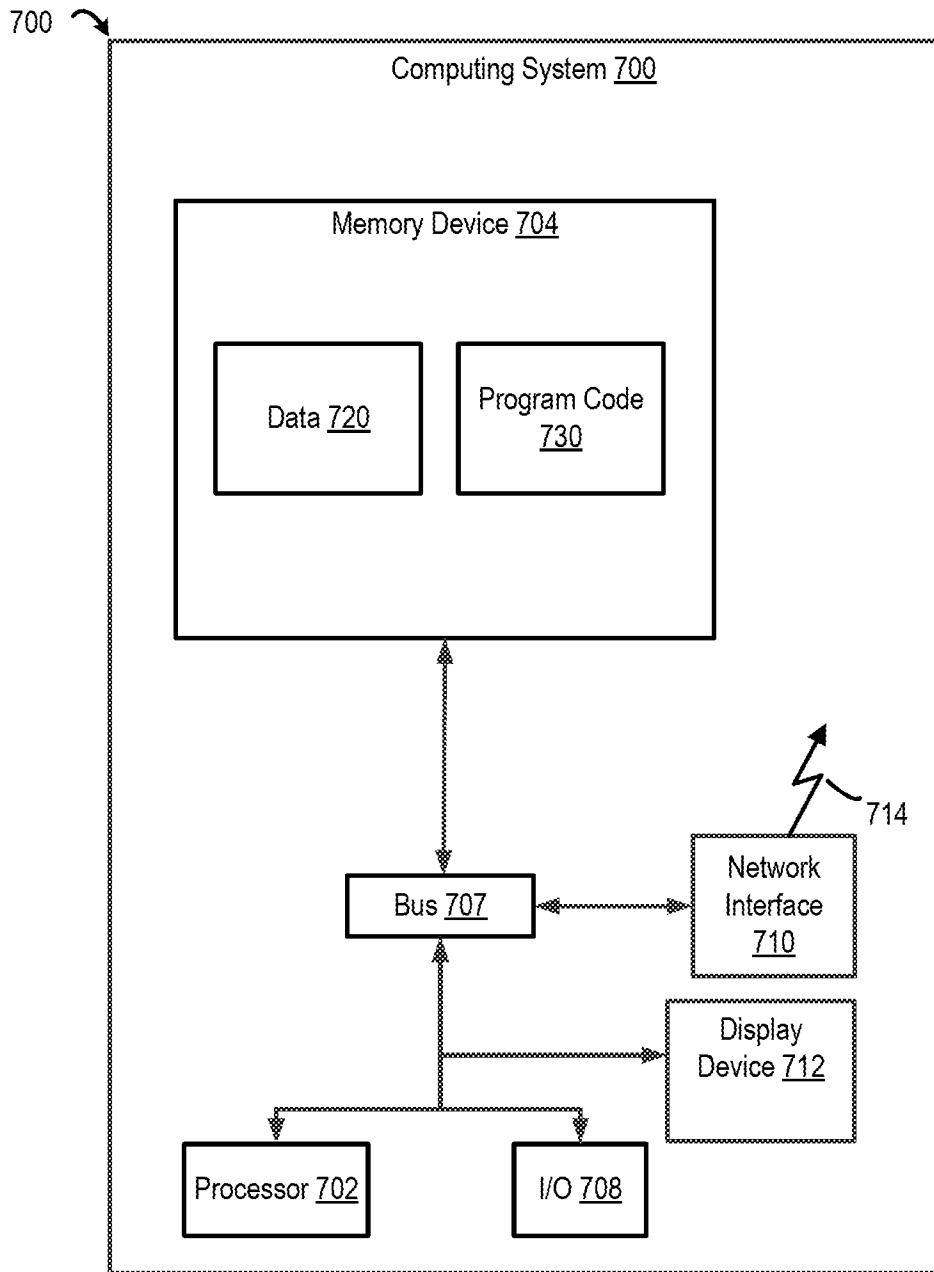 700
Computing System 700
Memory Device 704
Data 720
Program Code
730
714
Network
Interface
710
Bus 707
Display
Device 712
Processor 702
I/O 708